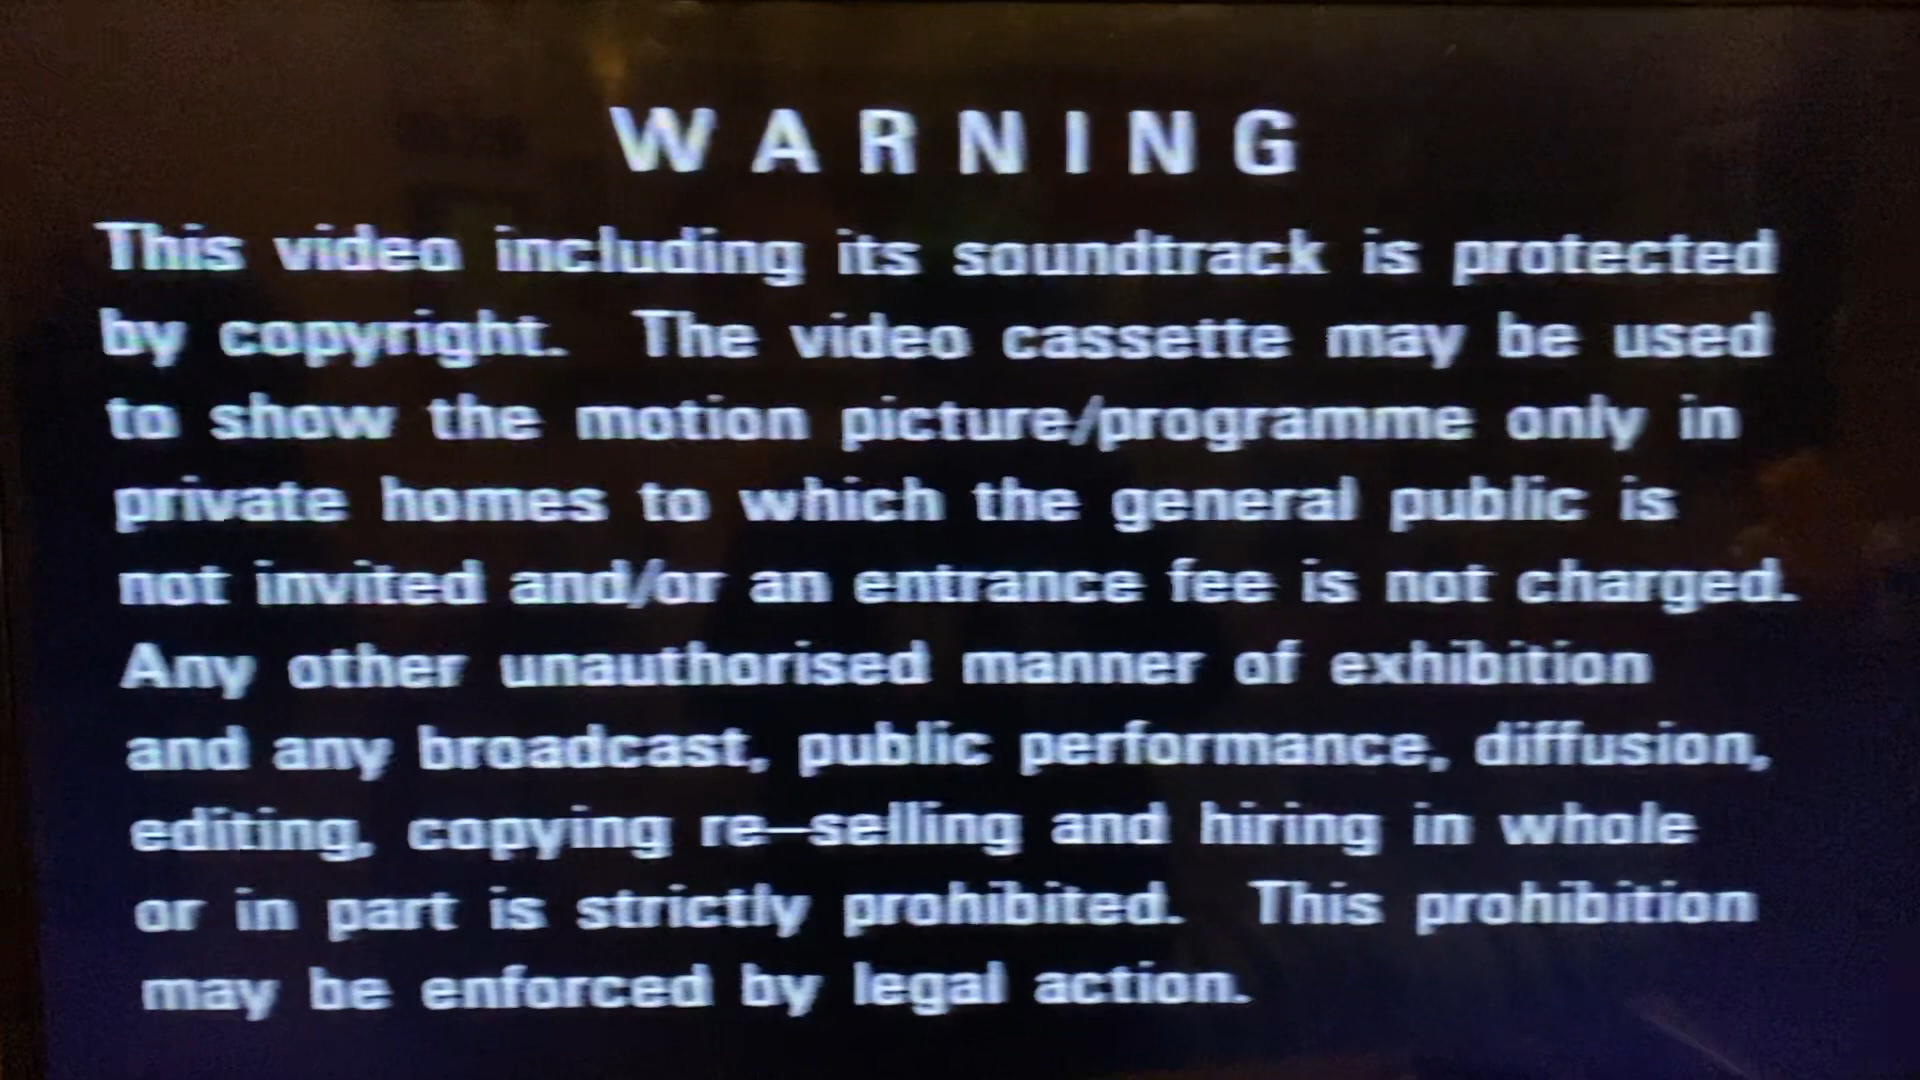 WARNING
This video including its soundtrack is protected
by copyright. The video cassette may be used
to show the motion picture/programme only in
private homes to which the general public is
not invited and/or an entrance fee is not charged.
Any other unauthorised manner of exhibition
and any broadcast, public performance, diffusion,
editing, copying re-selling and hiring in whole
or in part is strictly prohibited. This prohibition
may be enforced by legal action.